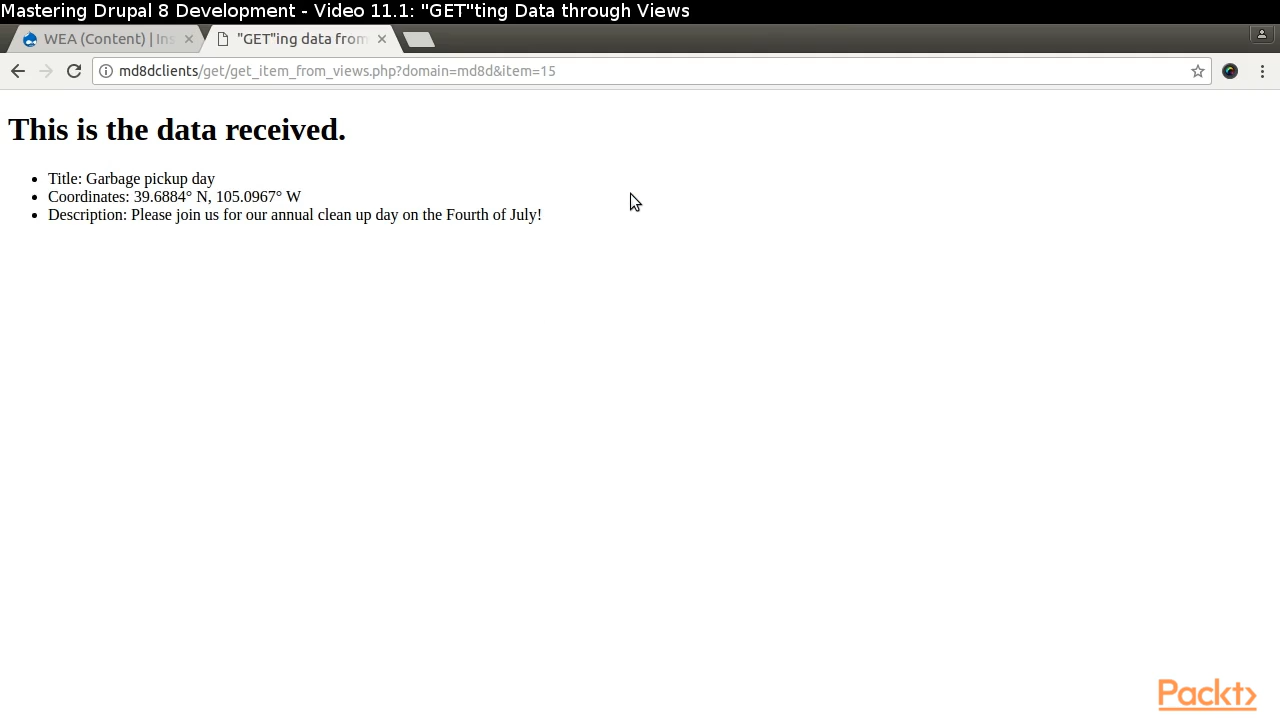 Mastering Drupal 8 Development - Video 11.1: "GET"ting Data through Views
WEA (Content) | Ins
"GET"ing data from
md8dclients/get/get_item_from_views.php?domain=md8d&item=15
This is the data received.
Title: Garbage pickup day
Coordinates: 39.6884° N, 105.0967° W
Description: Please join us for our annual clean up day on the Fourth of July!
Packt